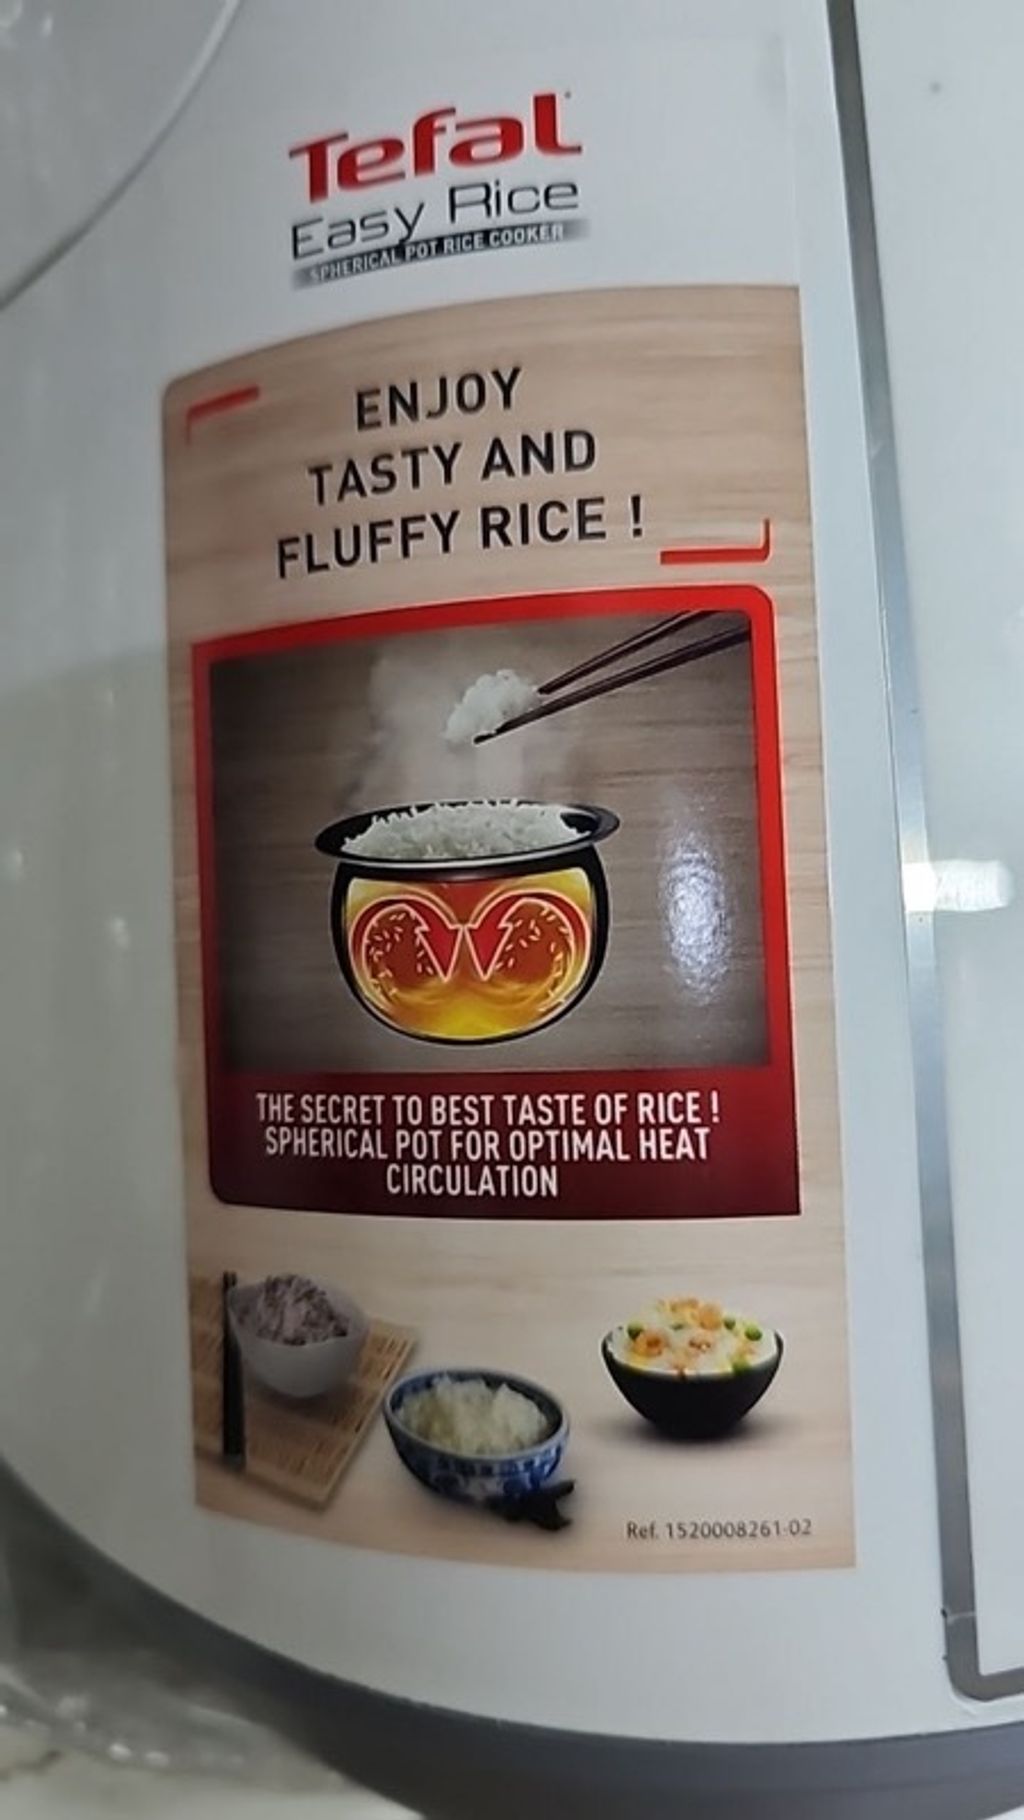 Tefal
Easy Rice
SPHERICAL POT RICE COOKER
ENJOY
TASTY AND
FLUFFY RICE !
THE SECRET TO BEST TASTE OF RICE !
SPHERICAL POT FOR OPTIMAL HEAT
CIRCULATION
Ref. 1520008261-02